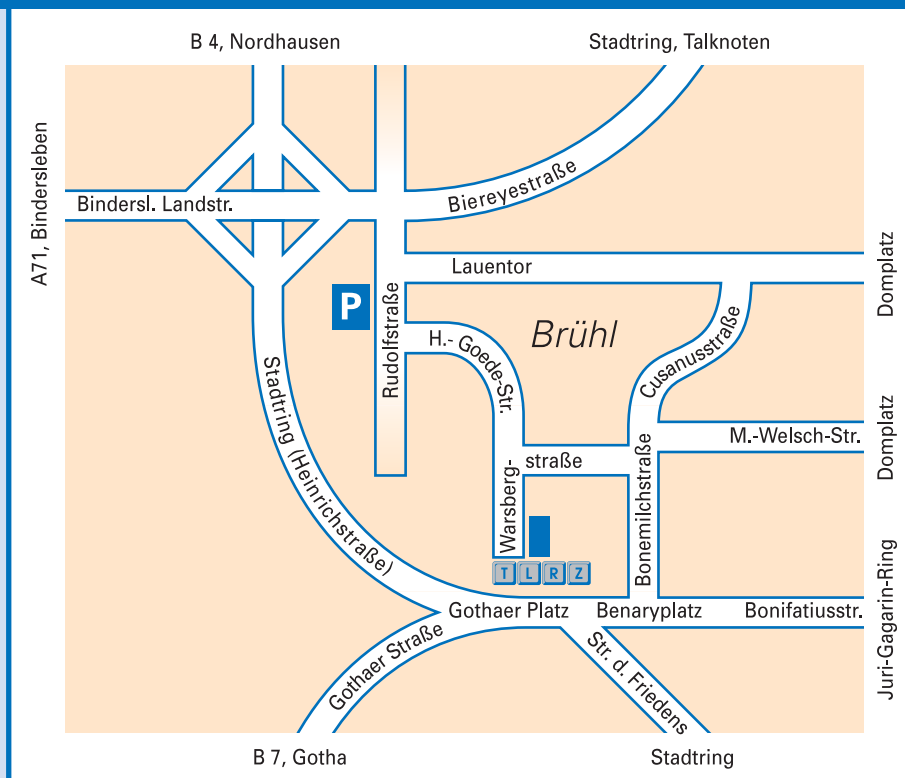 B 4, Nordhausen
Stadtring, Talknoten
A71, Bindersleben
Bindersl. Landstr.
Biereyestraße
Lauentor
Domplatz
P
Rudolfstraße
H.- Goede-Str.
Brühl
Cusanusstraße
Stadtring (Heinrichstraße)
M.-Welsch-Str.
Domplatz
Warsberg-
straße
Bonemilchstraße
T L R Z
Gothaer Platz
Benaryplatz
Bonifatiusstr.
Juri-Gagarin-Ring
Gothaer Straße
Str. d. Friedens
B 7, Gotha
Stadtring